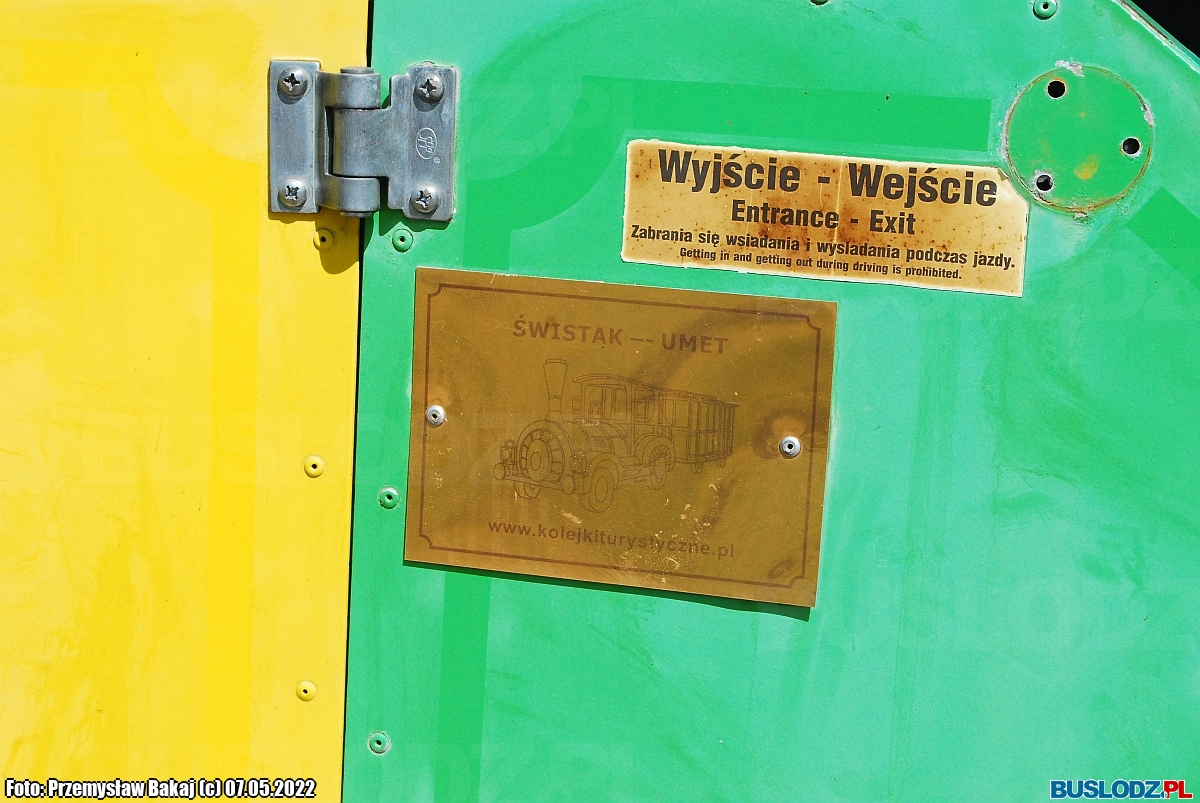 Wyjście - Wejście
Entrance - Exit
Zabrania się wsiadania i wysiadania podczas jazdy.
Getting in and getting out during driving is prohibited.
ŚWISTAK –- UMET
www.kolejkiturystyczne.pl
Foto: Przemysław Bakaj (c) 07.05.2022
BUSLODZ.PL